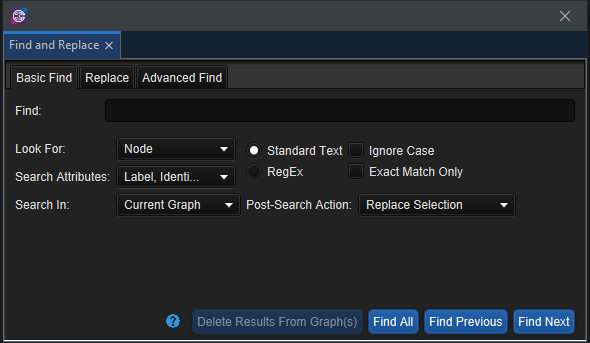 Find and Replace
Basic Find Replace Advanced Find
Find:
Look For: Node Standard Text Ignore Case
RegEx Exact Match Only
Search Attributes: Label, Identi...
Search In: Current Graph Post-Search Action: Replace Selection
? Delete Results From Graph(s) Find All Find Previous Find Next